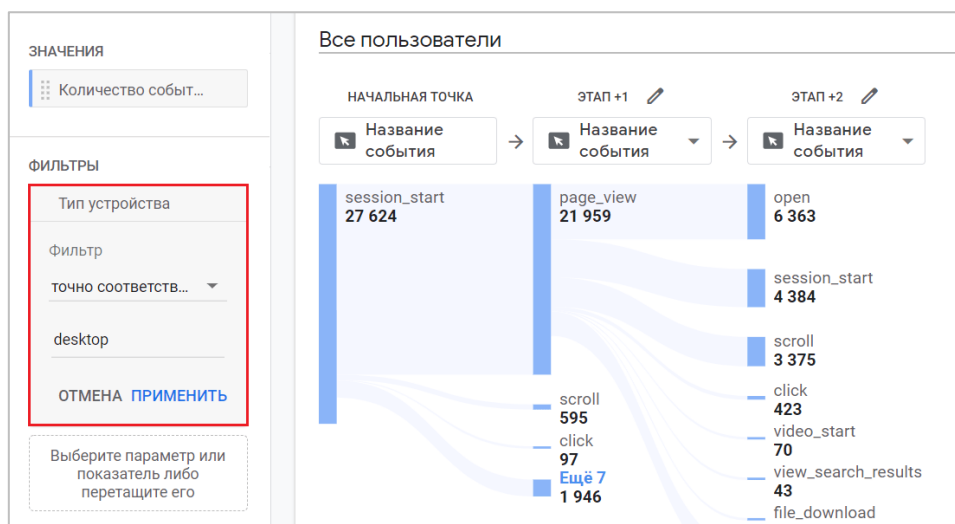 ЗНАЧЕНИЯ
Количество событ...
ФИЛЬТРЫ
Тип устройства
Фильтр
точно соответств...
desktop
ОТМЕНА ПРИМЕНИТЬ
Выберите параметр или
показатель либо
перетащите его
Все пользователи
НАЧАЛЬНАЯ ТОЧКА
Название
события
session_start
27 624
ЭТАП +1
Название
события
page_view
21 959
scroll
595
click
97
Ещё 7
1 946
ЭТАП +2
Название
события
open
6 363
session_start
4 384
scroll
3 375
click
423
video_start
70
view_search_results
43
file_download